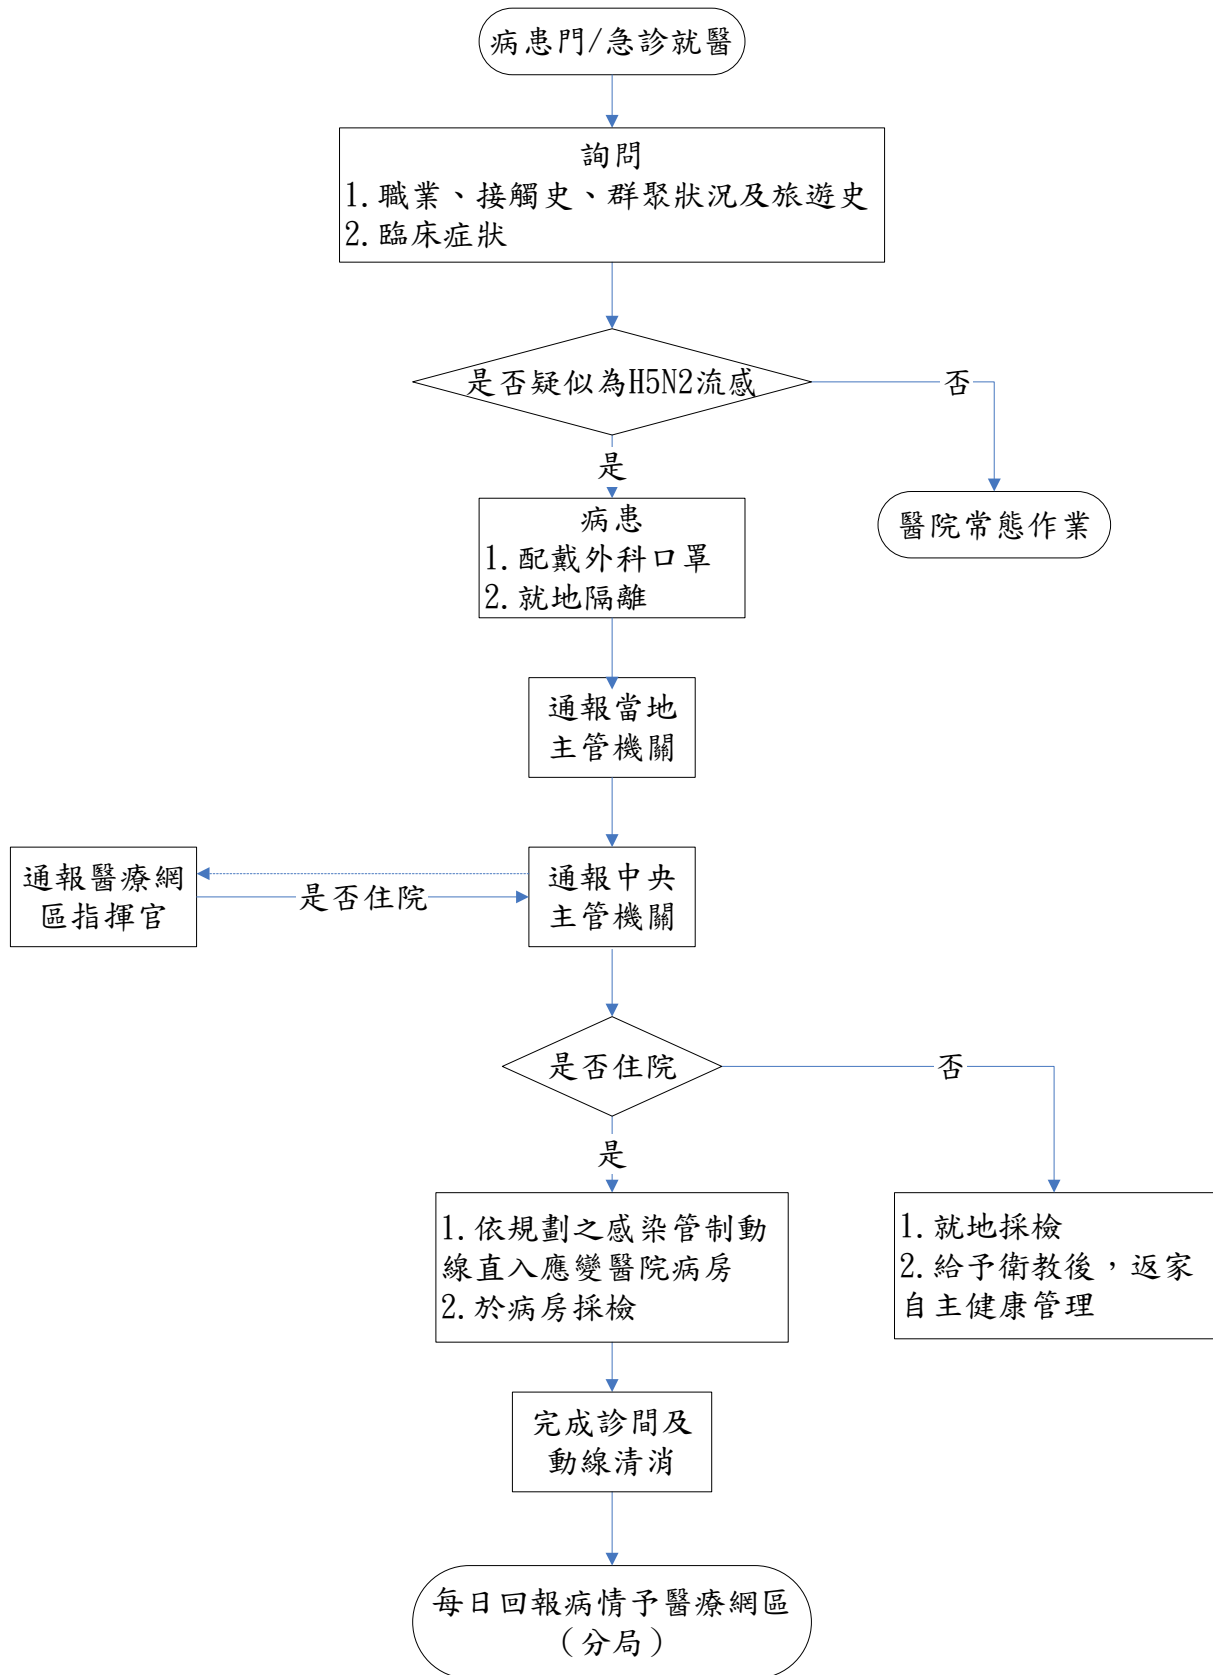 病患門/急診就醫
詢問
1. 職業、接觸史、群聚狀況及旅遊史
2. 臨床症狀
是否疑似為H5N2流感
否
是
醫院常態作業
病患
1. 配戴外科口罩
2. 就地隔離
通報當地
主管機關
通報醫療網
區指揮官
是否住院
通報中央
主管機關
是否住院
否
是
1. 依規劃之感染管制動
線直入應變醫院病房
2. 於病房採檢
1. 就地採檢
2. 給予衛教後，返家
自主健康管理
完成診間及
動線清消
每日回報病情予醫療網區
（分局）